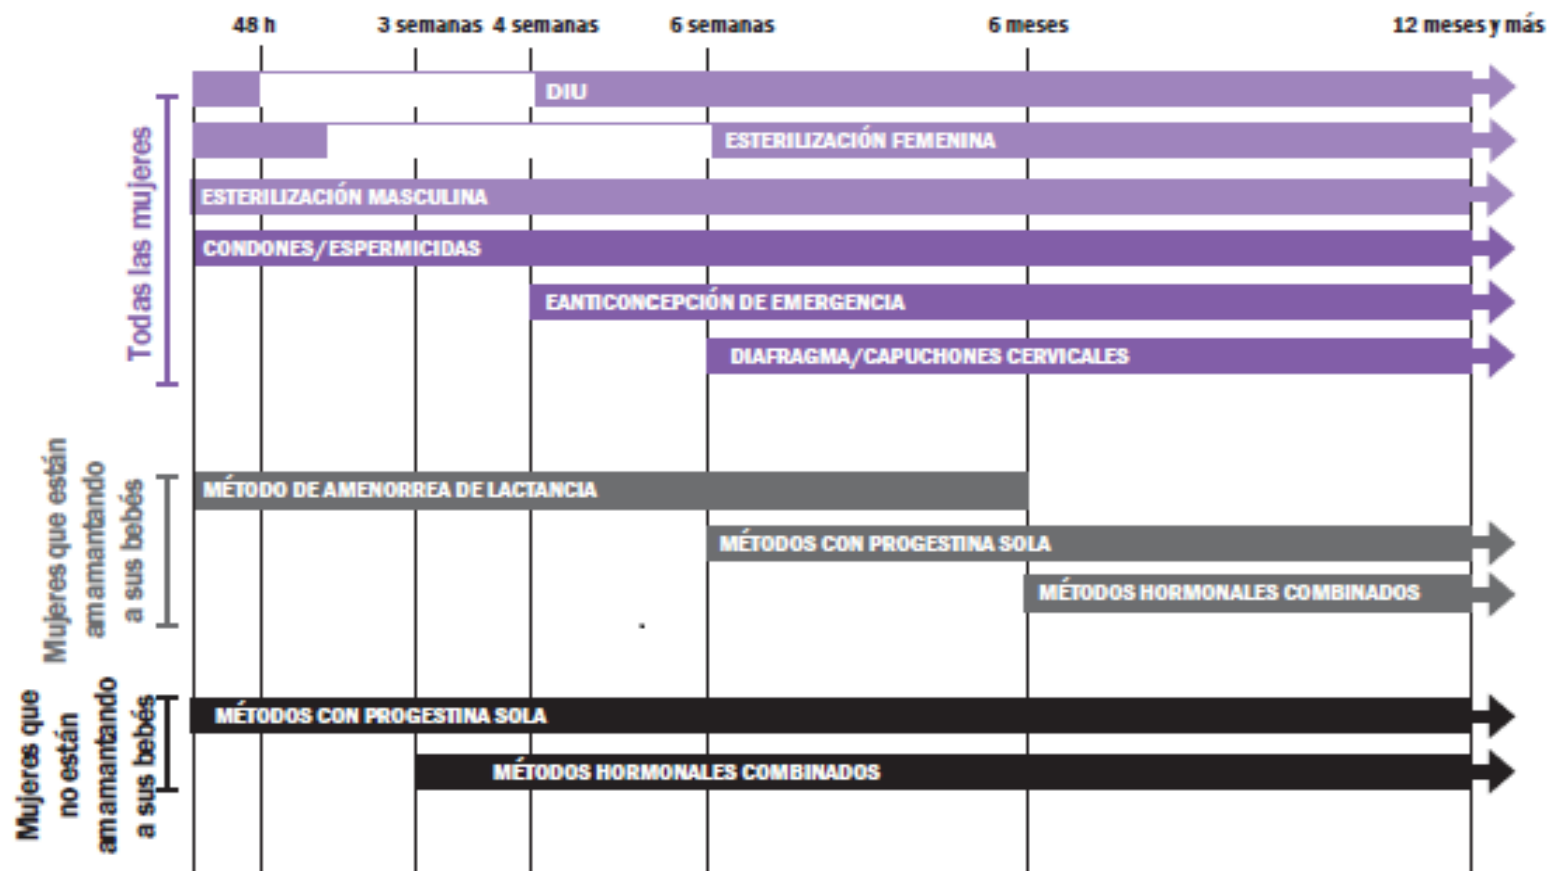 48 h 3 semanas 4 semanas 6 semanas 6 meses 12 meses y más
Todas las mujeres
DIU
ESTERILIZACIÓN FEMENINA
ESTERILIZACIÓN MASCULINA
CONDONES/ESPERMICIDAS
EANTICONCEPCIÓN DE EMERGENCIA
DIAFRAGMA/CAPUCHONES CERVICALES
Mujeres que están
amamantando
a sus bebés
MÉTODO DE AMENORREA DE LACTANCIA
MÉTODOS CON PROGESTINA SOLA
MÉTODOS HORMONALES COMBINADOS
Mujeres que
no están
amamantando
a sus bebés
MÉTODOS CON PROGESTINA SOLA
MÉTODOS HORMONALES COMBINADOS